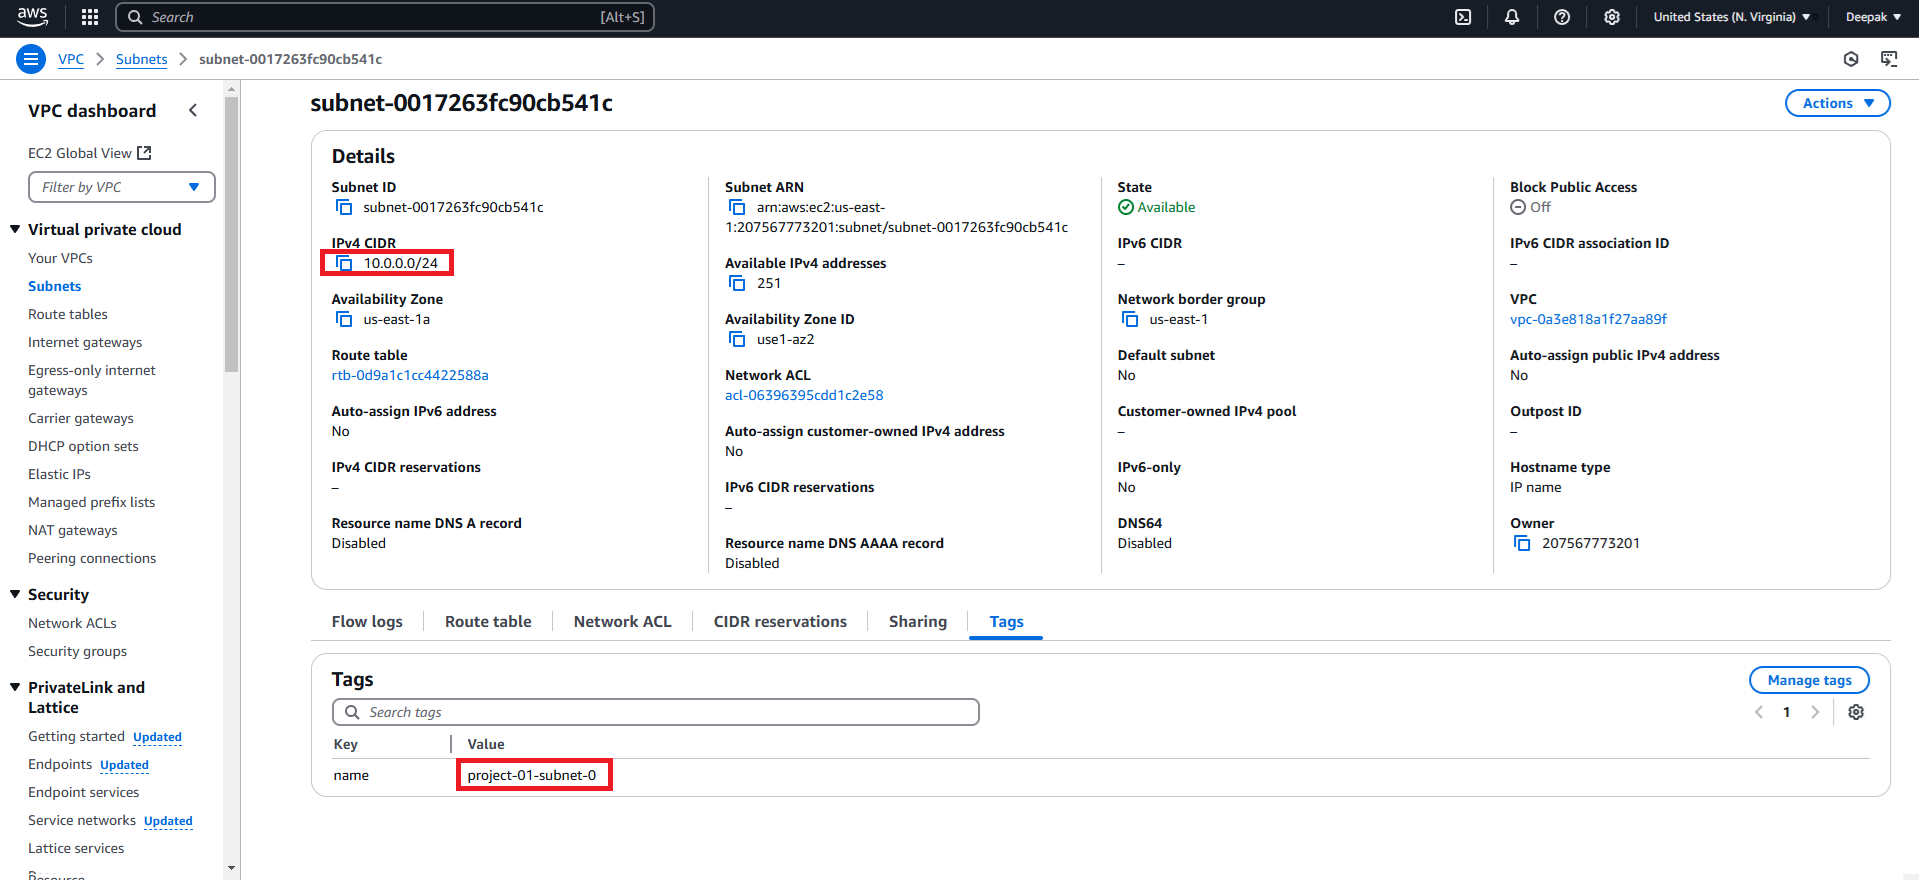 aws
Search
[Alt+S]
United States (N. Virginia)
Deepak
VPC
Subnets
subnet-0017263fc90cb541c
VPC dashboard
EC2 Global View
Filter by VPC
Virtual private cloud
Your VPCs
Subnets
Route tables
Internet gateways
Egress-only internet
gateways
Carrier gateways
DHCP option sets
Elastic IPs
Managed prefix lists
NAT gateways
Peering connections
Security
Network ACLs
Security groups
PrivateLink and
Lattice
Getting started Updated
Endpoints Updated
Endpoint services
Service networks Updated
Lattice services
Resource
subnet-0017263fc90cb541c
Actions
Details
Subnet ID
subnet-0017263fc90cb541c
IPv4 CIDR
10.0.0.0/24
Availability Zone
us-east-1a
Route table
rtb-0d9a1c1cc4422588a
Auto-assign IPv6 address
No
IPv4 CIDR reservations
–
Resource name DNS A record
Disabled
Subnet ARN
arn:aws:ec2:us-east-
1:207567773201:subnet/subnet-0017263fc90cb541c
Available IPv4 addresses
251
Availability Zone ID
use1-az2
Network ACL
acl-06396395cdd1c2e58
Auto-assign customer-owned IPv4 address
No
IPv6 CIDR reservations
–
Resource name DNS AAAA record
Disabled
State
Available
IPv6 CIDR
–
Network border group
us-east-1
Default subnet
No
Customer-owned IPv4 pool
–
IPv6-only
No
DNS64
Disabled
Block Public Access
Off
IPv6 CIDR association ID
–
VPC
vpc-0a3e818a1f27aa89f
Auto-assign public IPv4 address
No
Outpost ID
–
Hostname type
IP name
Owner
207567773201
Flow logs
Route table
Network ACL
CIDR reservations
Sharing
Tags
Tags
Manage tags
Search tags
1
Key
Value
name
project-01-subnet-0